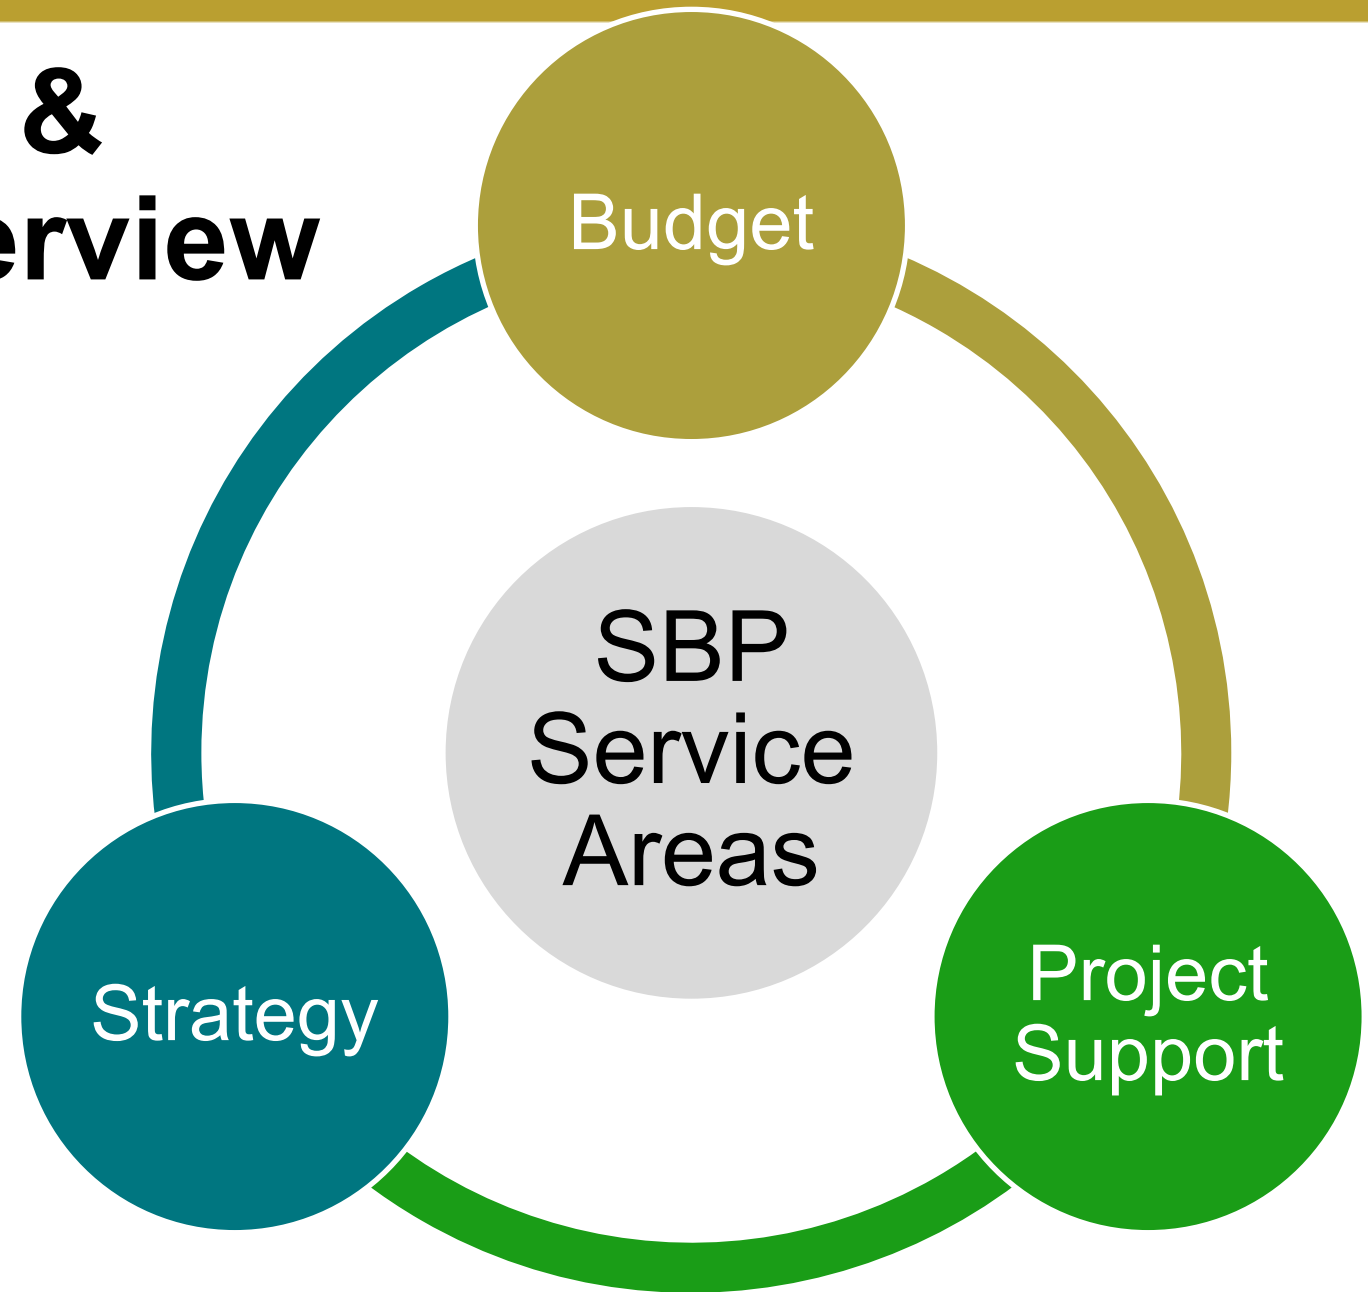 &
erview
Budget
SBP
Service
Areas
Strategy
Project
Support